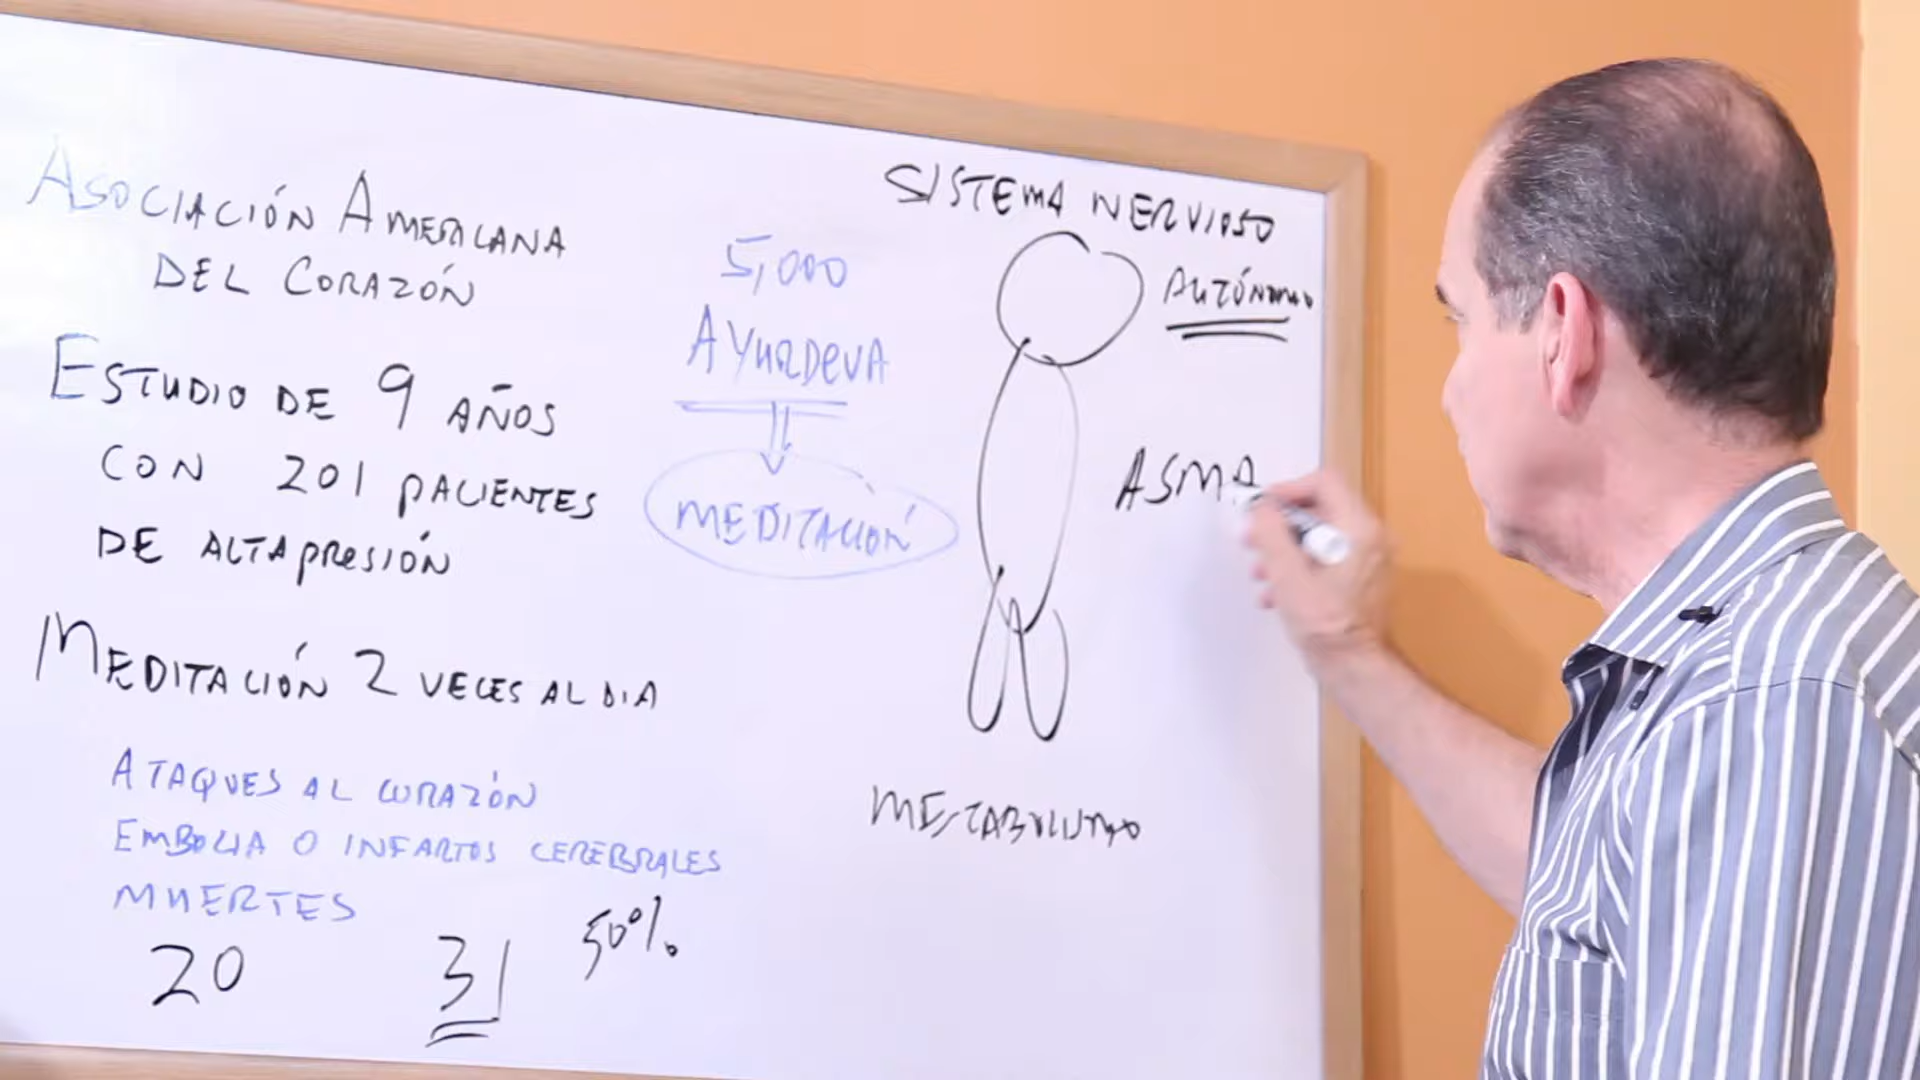 ASOCIACIÓN AMERICANA
DEL CORAZÓN
ESTUDIO DE 9 AÑOS
CON 201 PACIENTES
DE ALTA PRESIÓN
MEDITACIÓN 2 VECES AL DIA
ATAQUES AL CORAZÓN
EMBOLIA O INFARTOS CEREBRALES
MUERTES
20 31 50%
5,000
AYURDEVA
MEDITACIÓN
SISTEMA NERVIOSO
AUTÓNOMO
ASMA
METABOLISMO